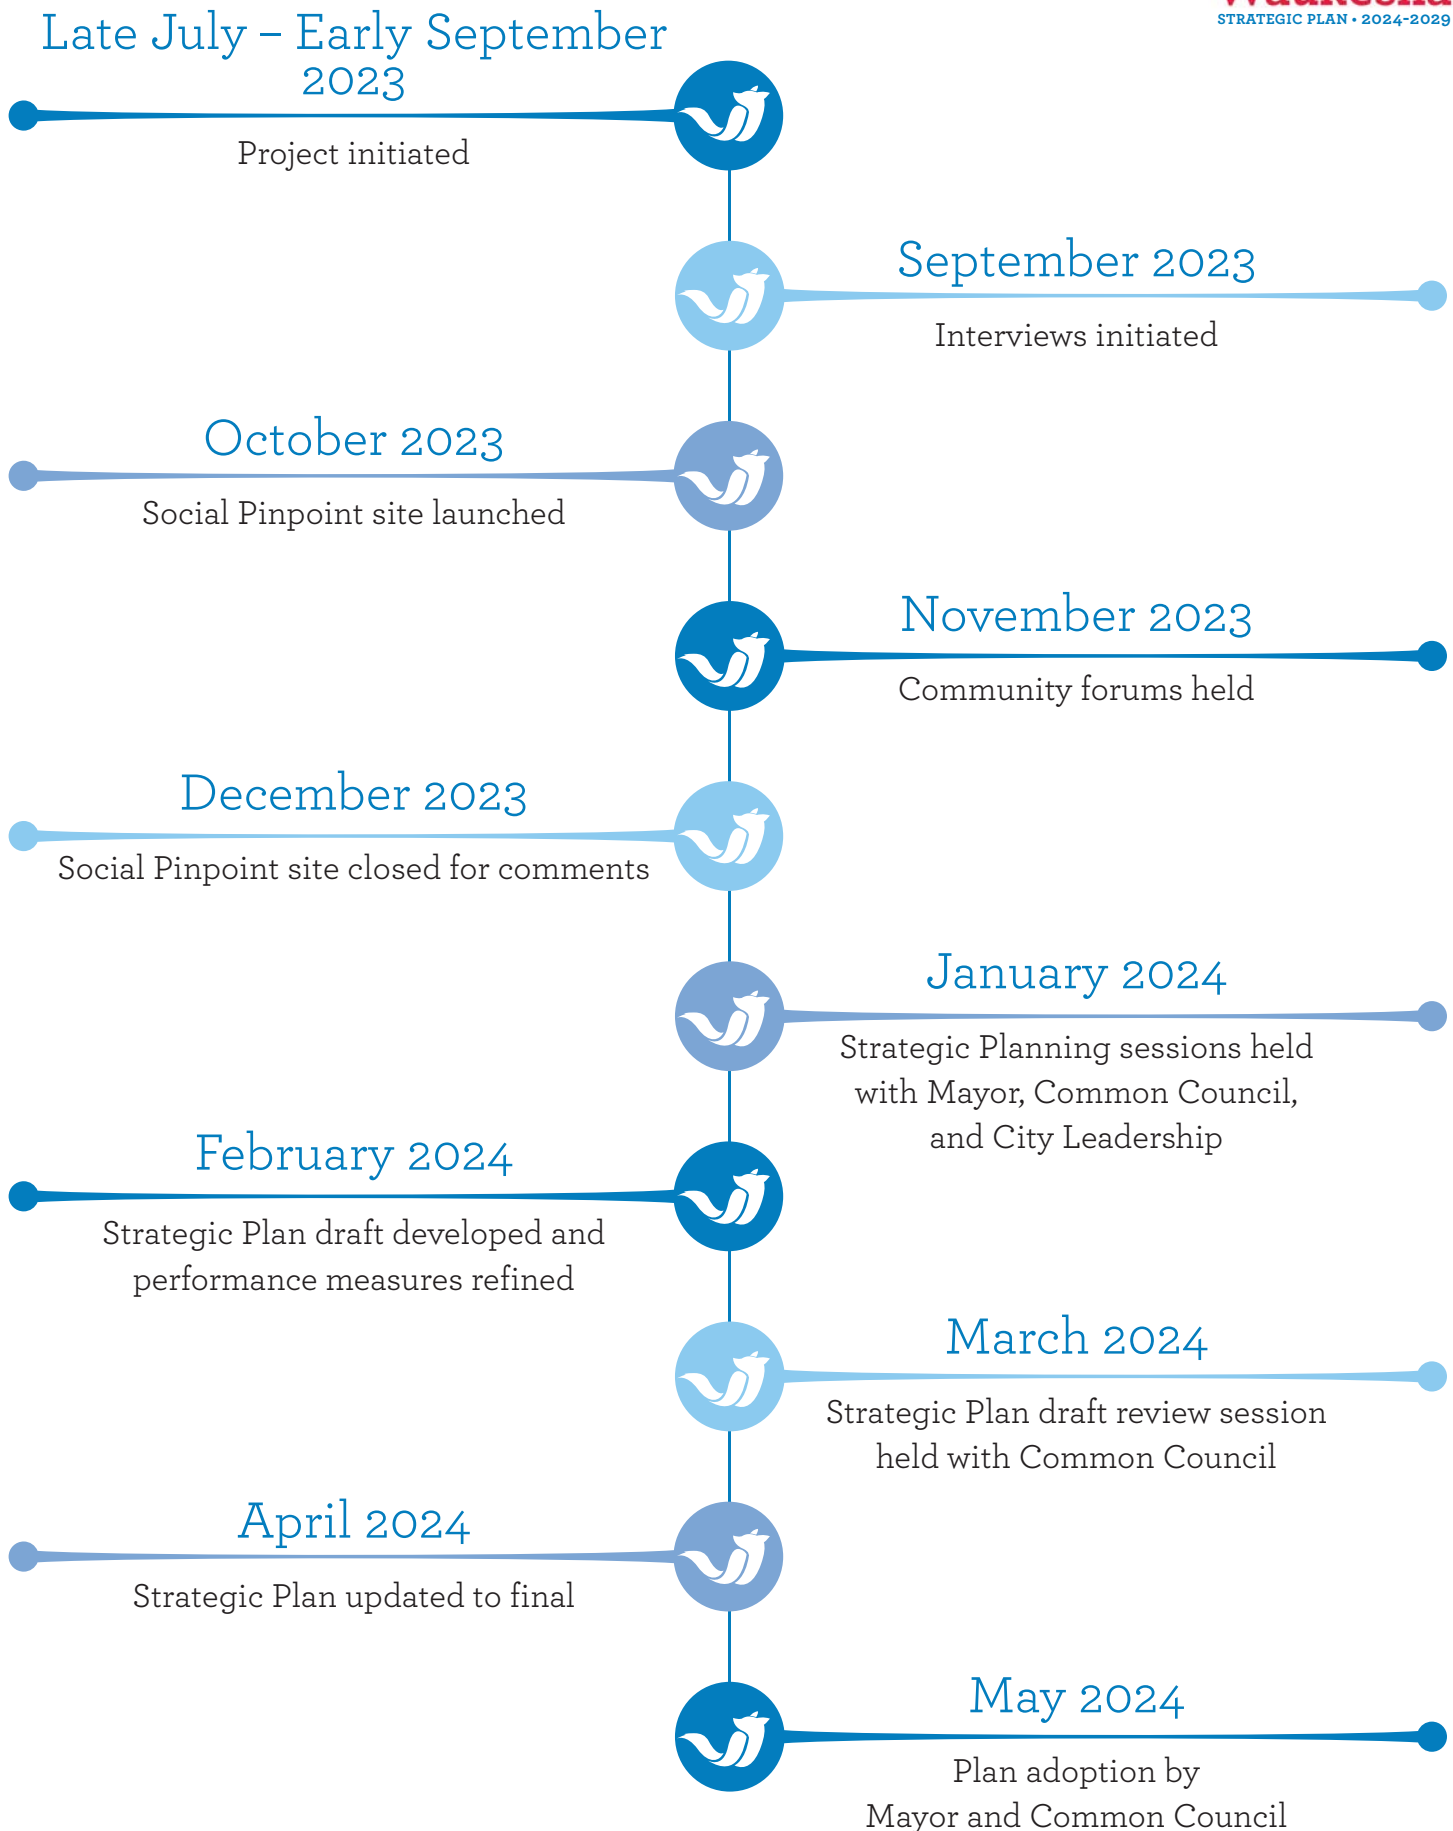 Waukesha
STRATEGIC PLAN • 2024-2029
Late July – Early September
2023
Project initiated
September 2023
Interviews initiated
October 2023
Social Pinpoint site launched
November 2023
Community forums held
December 2023
Social Pinpoint site closed for comments
January 2024
Strategic Planning sessions held
with Mayor, Common Council,
and City Leadership
February 2024
Strategic Plan draft developed and
performance measures refined
March 2024
Strategic Plan draft review session
held with Common Council
April 2024
Strategic Plan updated to final
May 2024
Plan adoption by
Mayor and Common Council